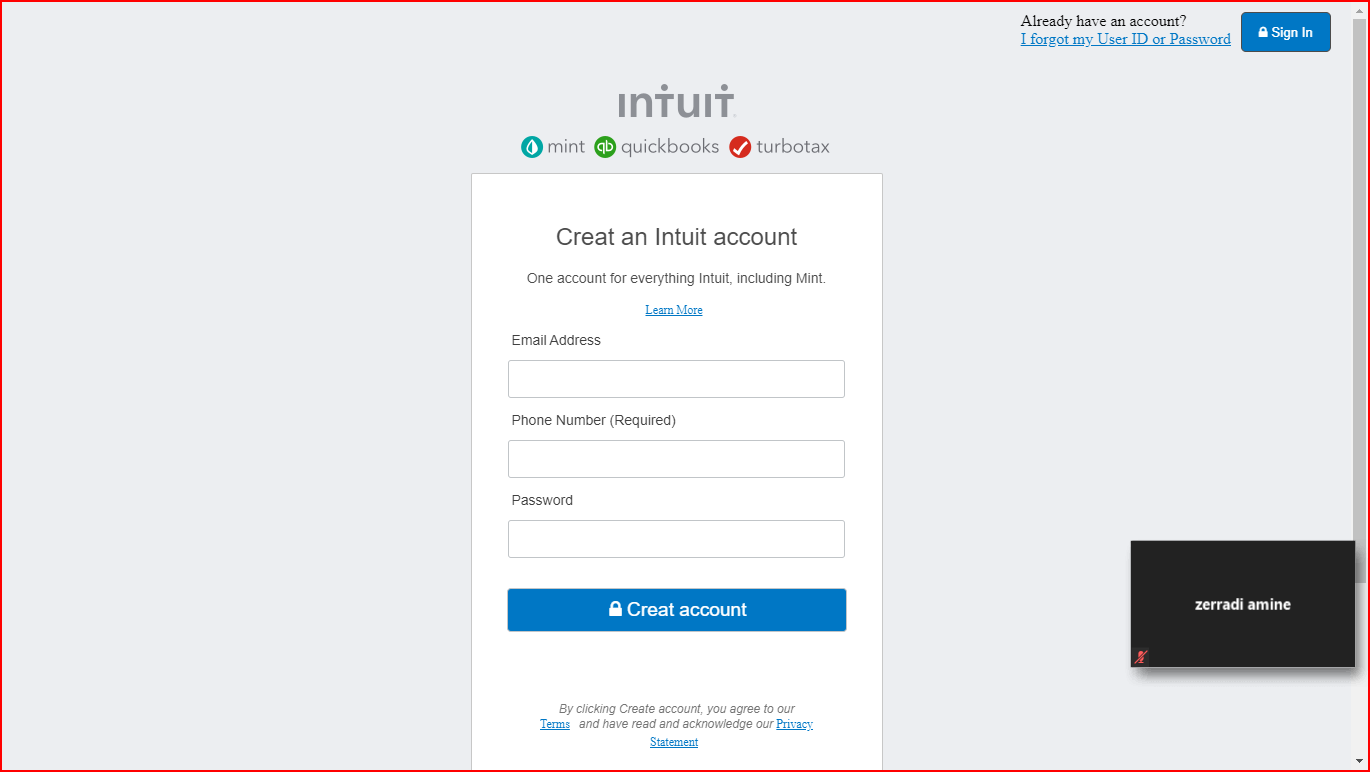 Already have an account?
I forgot my User ID or Password
Sign In
ıntuıt
mint qb quickbooks turbotax
Creat an Intuit account
One account for everything Intuit, including Mint.
Learn More
Email Address
Phone Number (Required)
Password
Creat account
zerradi amine
By clicking Create account, you agree to our
Terms and have read and acknowledge our Privacy
Statement